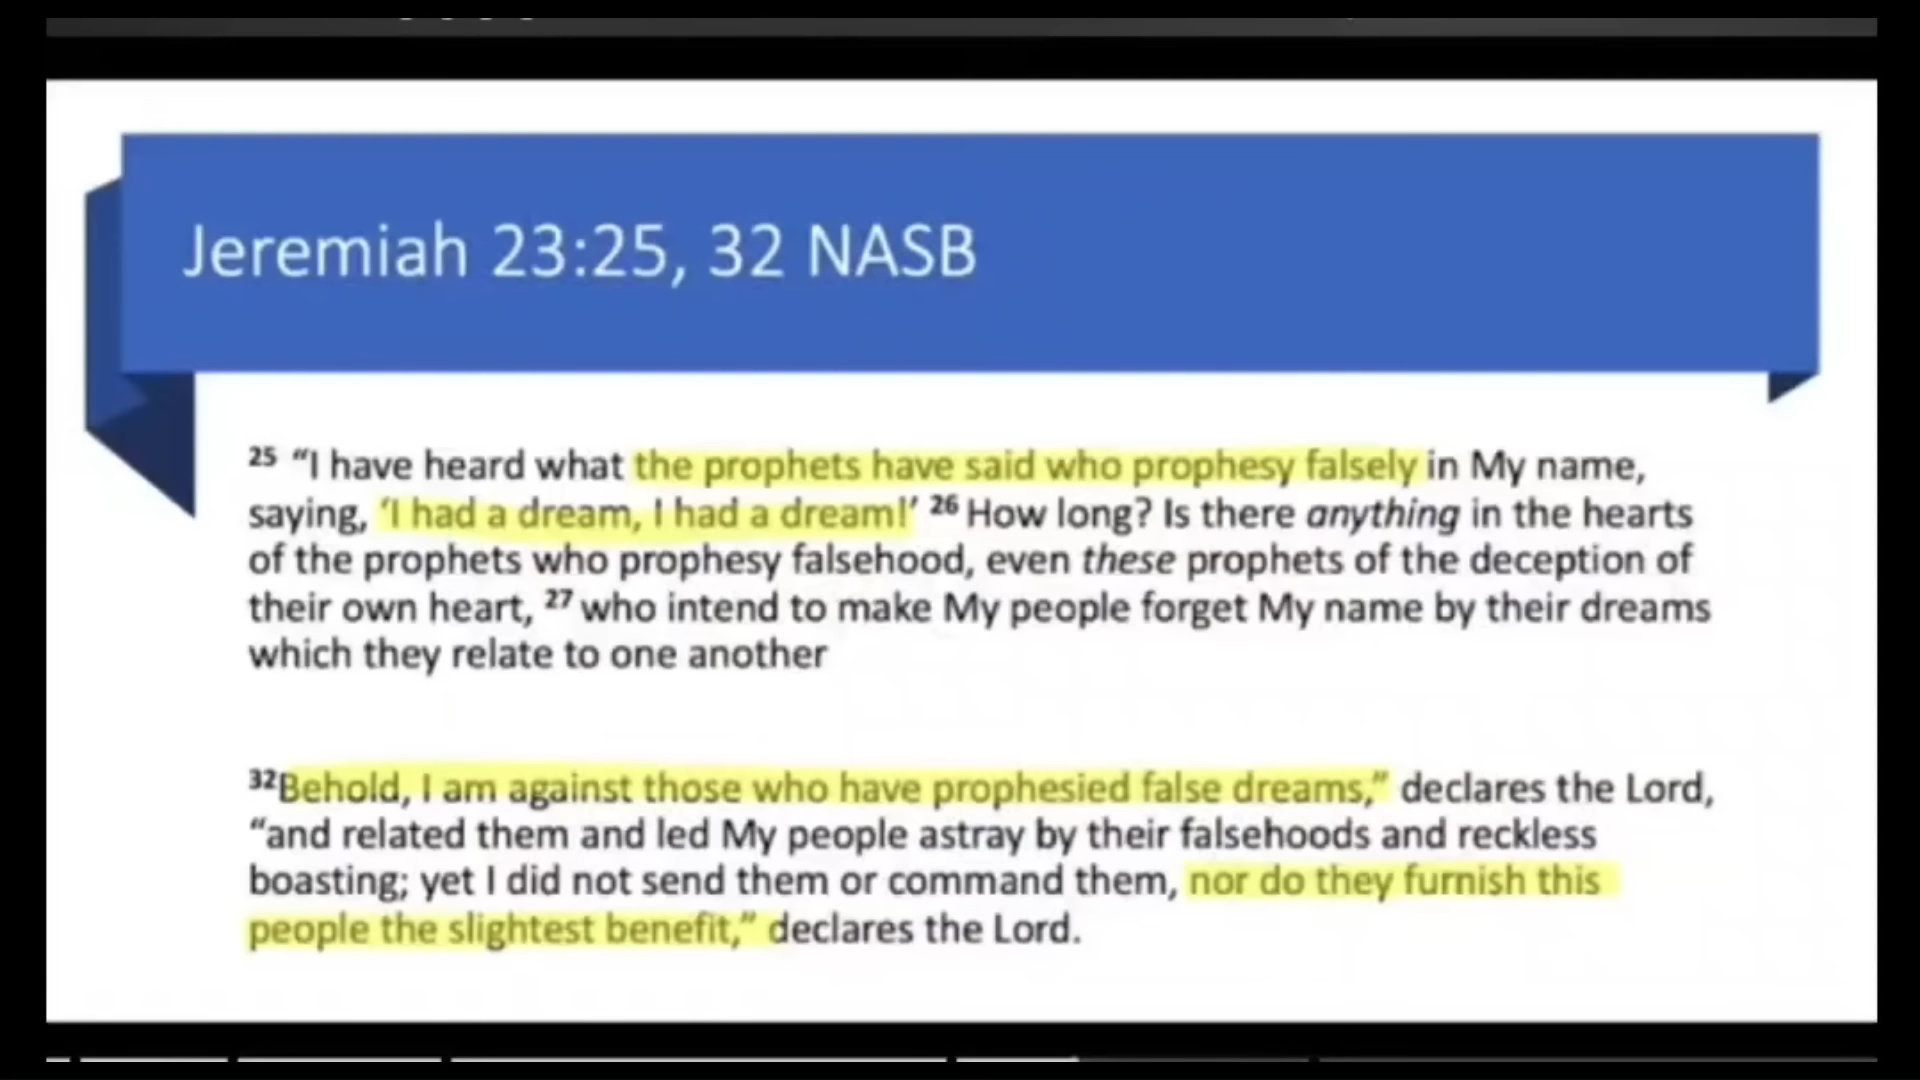 Jeremiah 23:25, 32 NASB
25 “I have heard what the prophets have said who prophesy falsely in My name,
saying, ‘I had a dream, I had a dream!’ 26 How long? Is there anything in the hearts
of the prophets who prophesy falsehood, even these prophets of the deception of
their own heart, 27 who intend to make My people forget My name by their dreams
which they relate to one another
32Behold, I am against those who have prophesied false dreams,” declares the Lord,
“and related them and led My people astray by their falsehoods and reckless
boasting; yet I did not send them or command them, nor do they furnish this
people the slightest benefit,” declares the Lord.